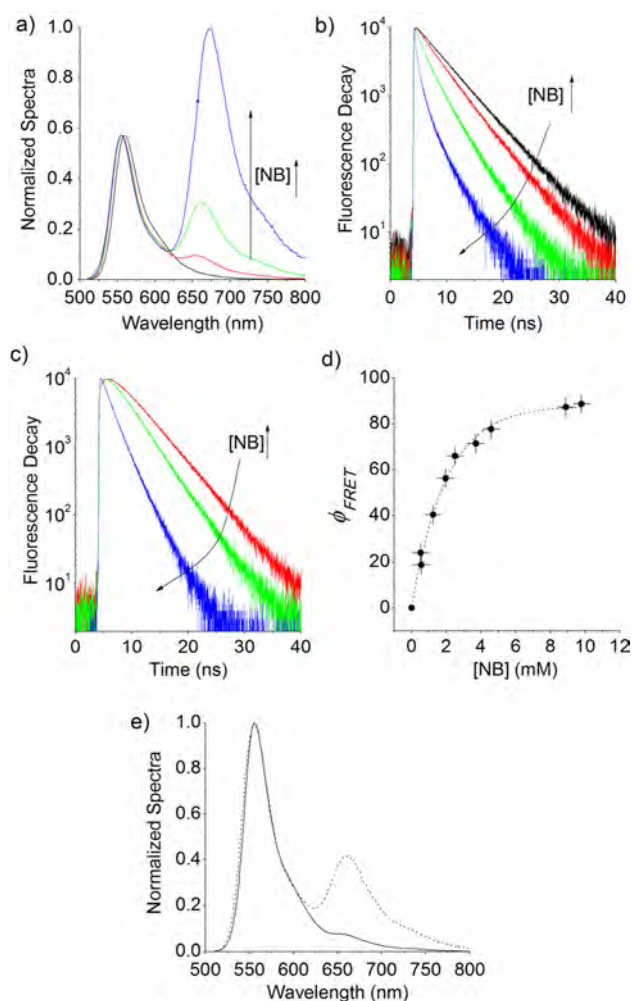 a)
Normalized Spectra
1.0
0.8
0.6
0.4
0.2
0.0
500 550 600 650 700 750 800
Wavelength (nm)
[NB]
b)
Fluorescence Decay
10⁴
10³
10²
10¹
0 10 20 30 40
Time (ns)
[NB]
c)
Fluorescence Decay
10⁴
10³
10²
10¹
0 10 20 30 40
Time (ns)
[NB]
d)
ϕFRET
100
80
60
40
20
0
0 2 4 6 8 10 12
[NB] (mM)
e)
Normalized Spectra
1.0
0.8
0.6
0.4
0.2
0.0
500 550 600 650 700 750 800
Wavelength (nm)